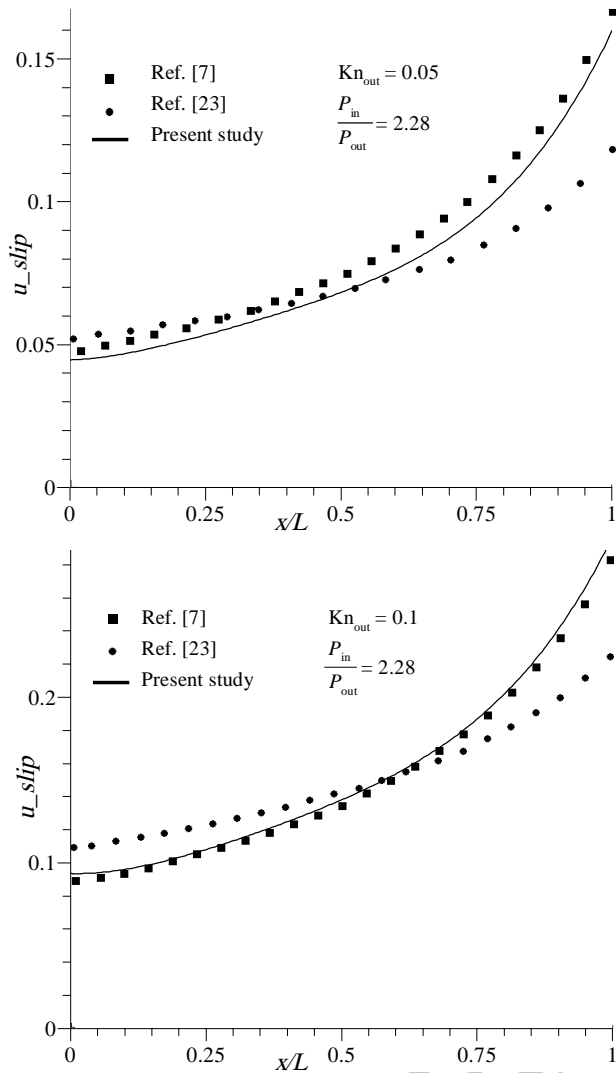 0.15
Ref. [7]
Kn_out = 0.05
Ref. [23]
P_in
P_out = 2.28
Present study
0.1
u_slip
0.05
0
0 0.25 0.5 0.75 1
x/L
Ref. [7]
Kn_out = 0.1
Ref. [23]
P_in
P_out = 2.28
Present study
0.2
u_slip
0.1
0
0 0.25 0.5 0.75 1
x/L